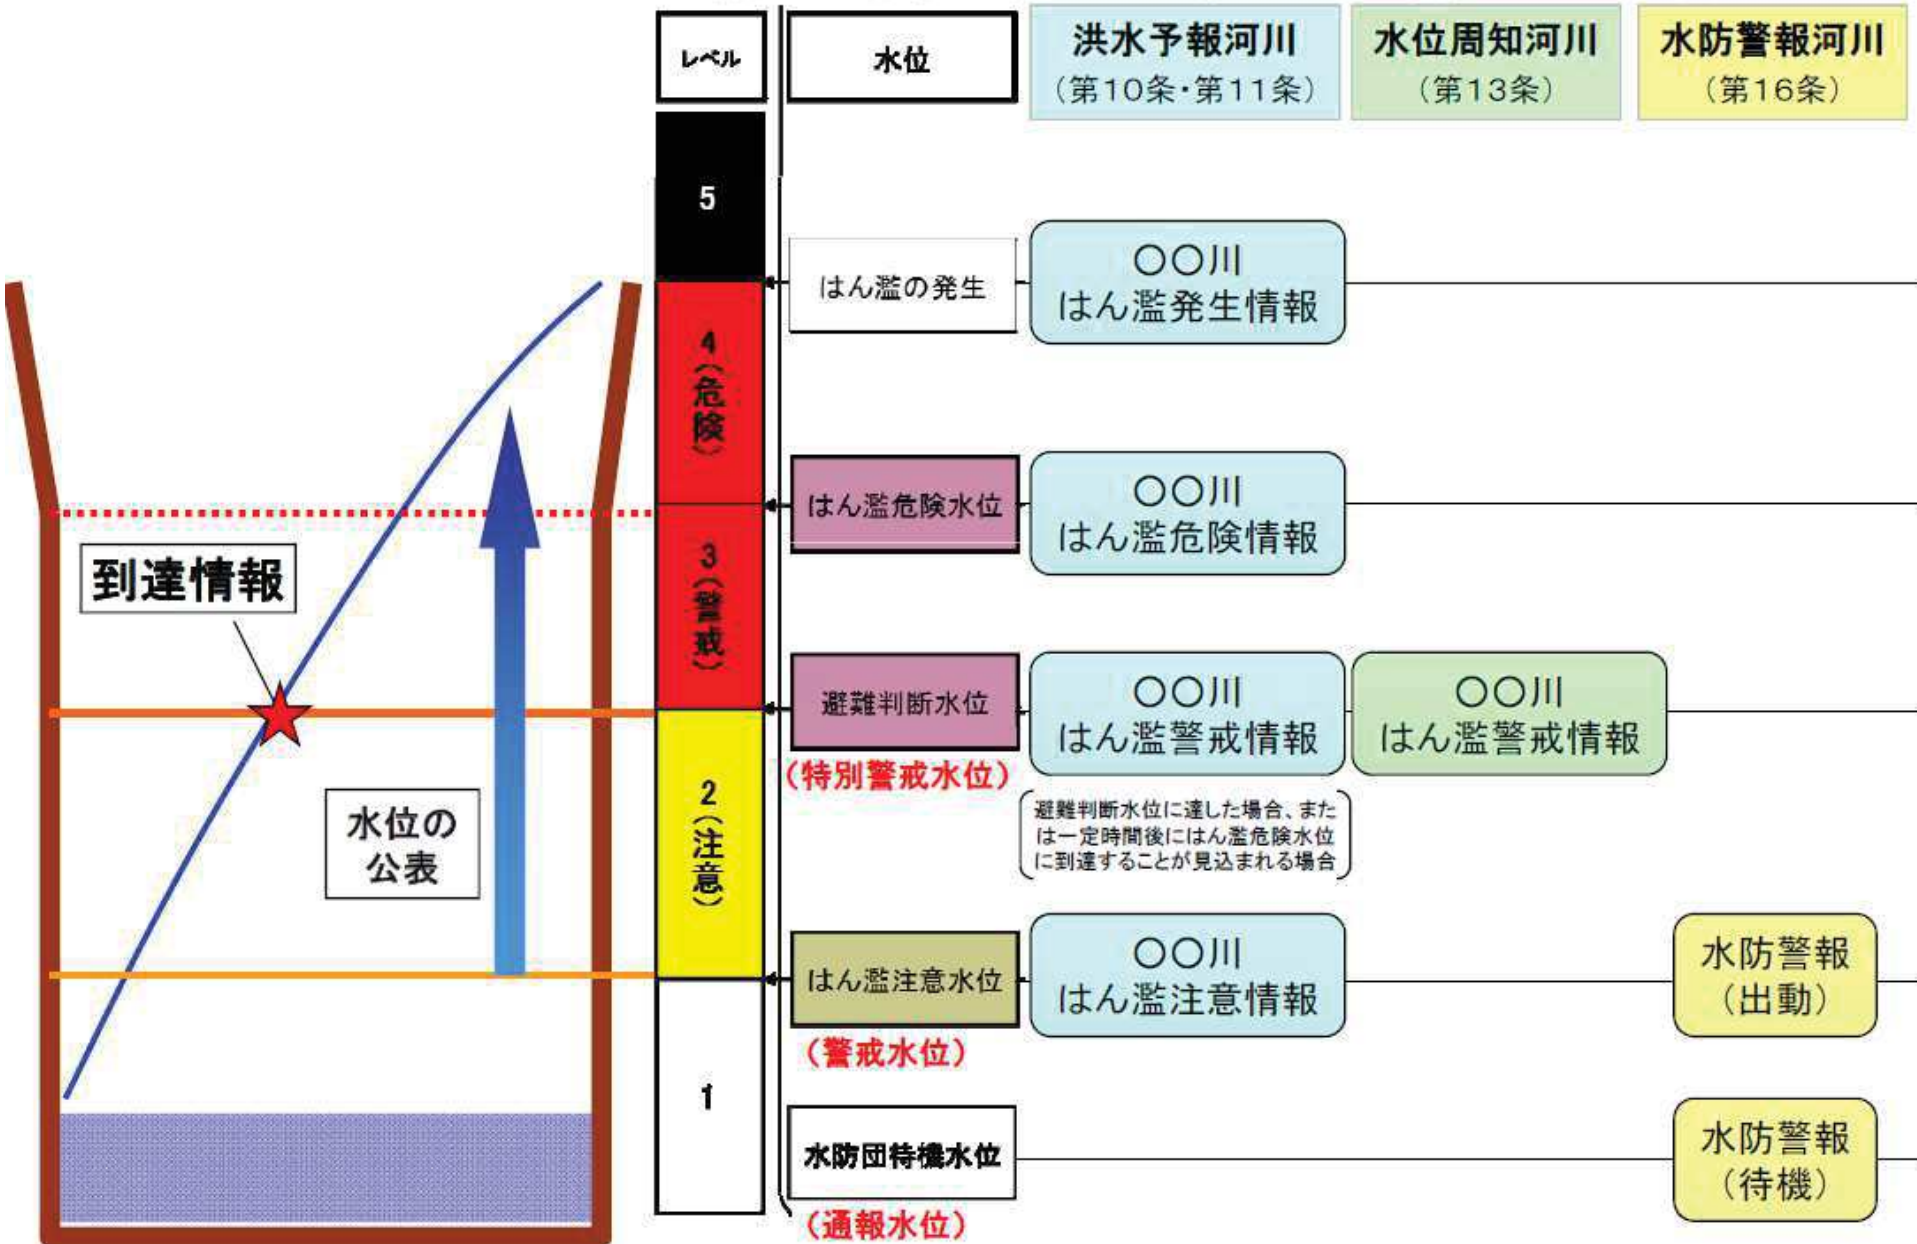 レベル
水位
洪水予報河川
（第10条・第11条）
水位周知河川
（第13条）
水防警報河川
（第16条）
5
はん濫の発生
〇〇川
はん濫発生情報
4（危険）
はん濫危険水位
〇〇川
はん濫危険情報
到達情報
3（警戒）
避難判断水位
（特別警戒水位）
〇〇川
はん濫警戒情報
〇〇川
はん濫警戒情報
避難判断水位に達した場合、また
は一定時間後にはん濫危険水位
に到達することが見込まれる場合
水位の
公表
2（注意）
はん濫注意水位
（警戒水位）
〇〇川
はん濫注意情報
水防警報
（出動）
1
水防団待機水位
（通報水位）
水防警報
（待機）